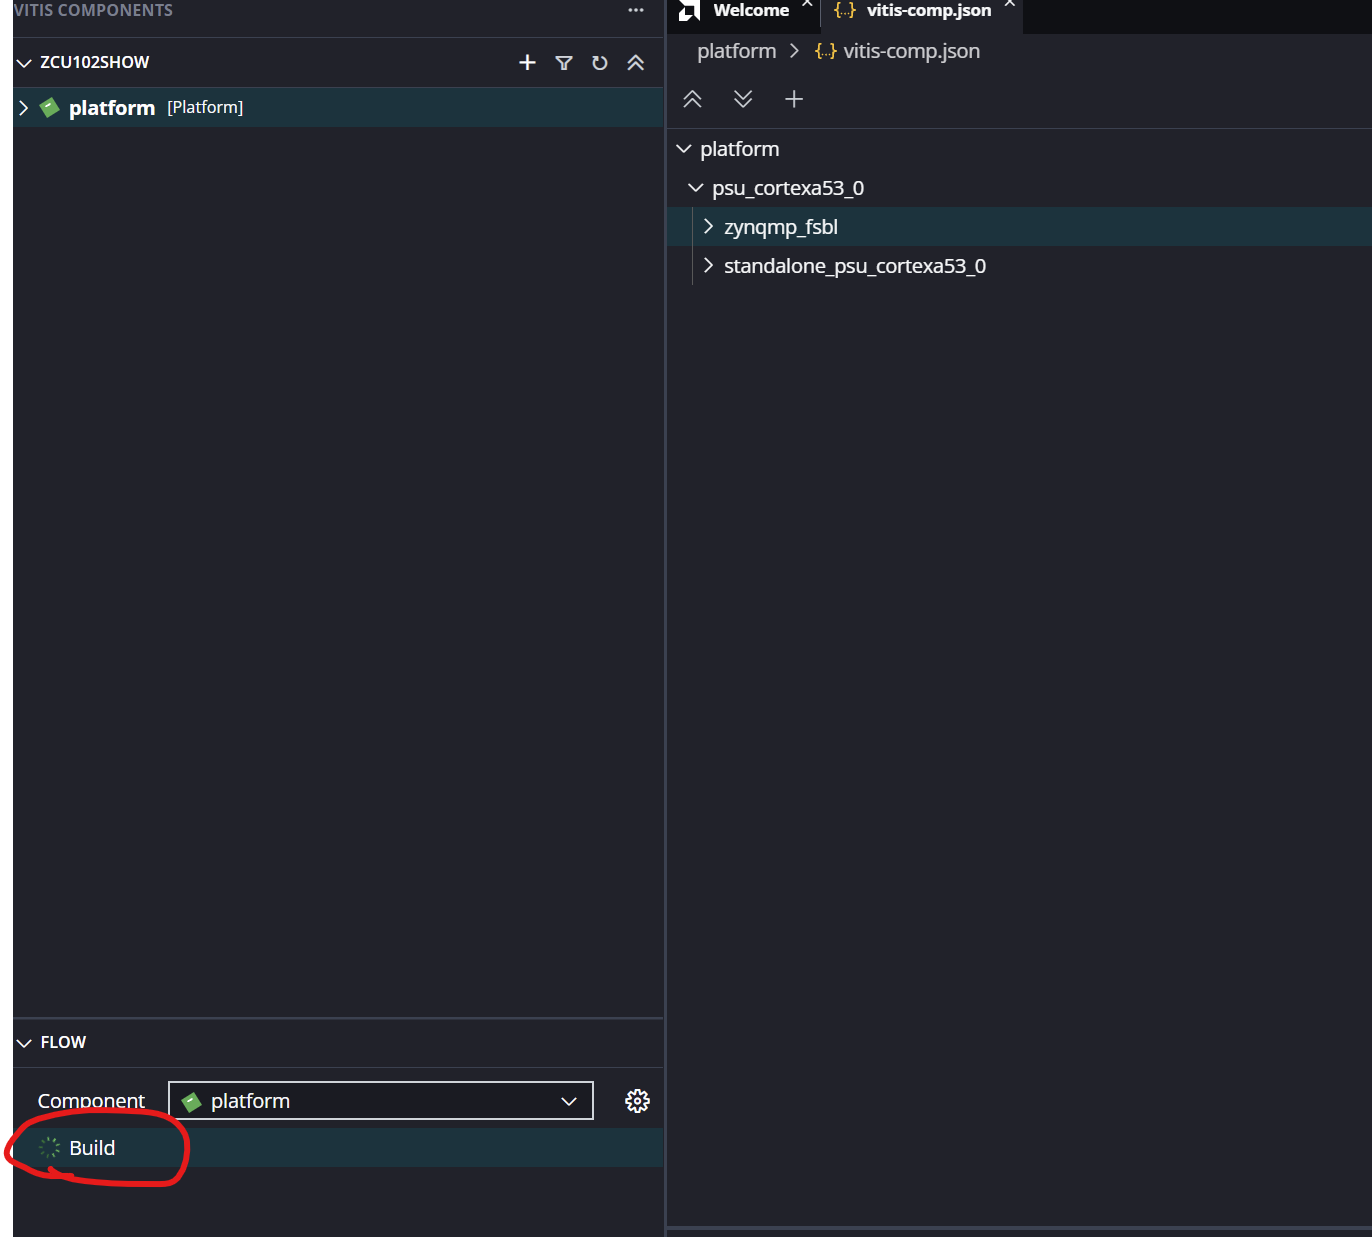 VITIS COMPONENTS
ZCU102SHOW
platform [Platform]
FLOW
Component platform
Build
Welcome
{...} vitis-comp.json
platform > {...} vitis-comp.json
platform
psu_cortexa53_0
zynqmp_fsbl
standalone_psu_cortexa53_0